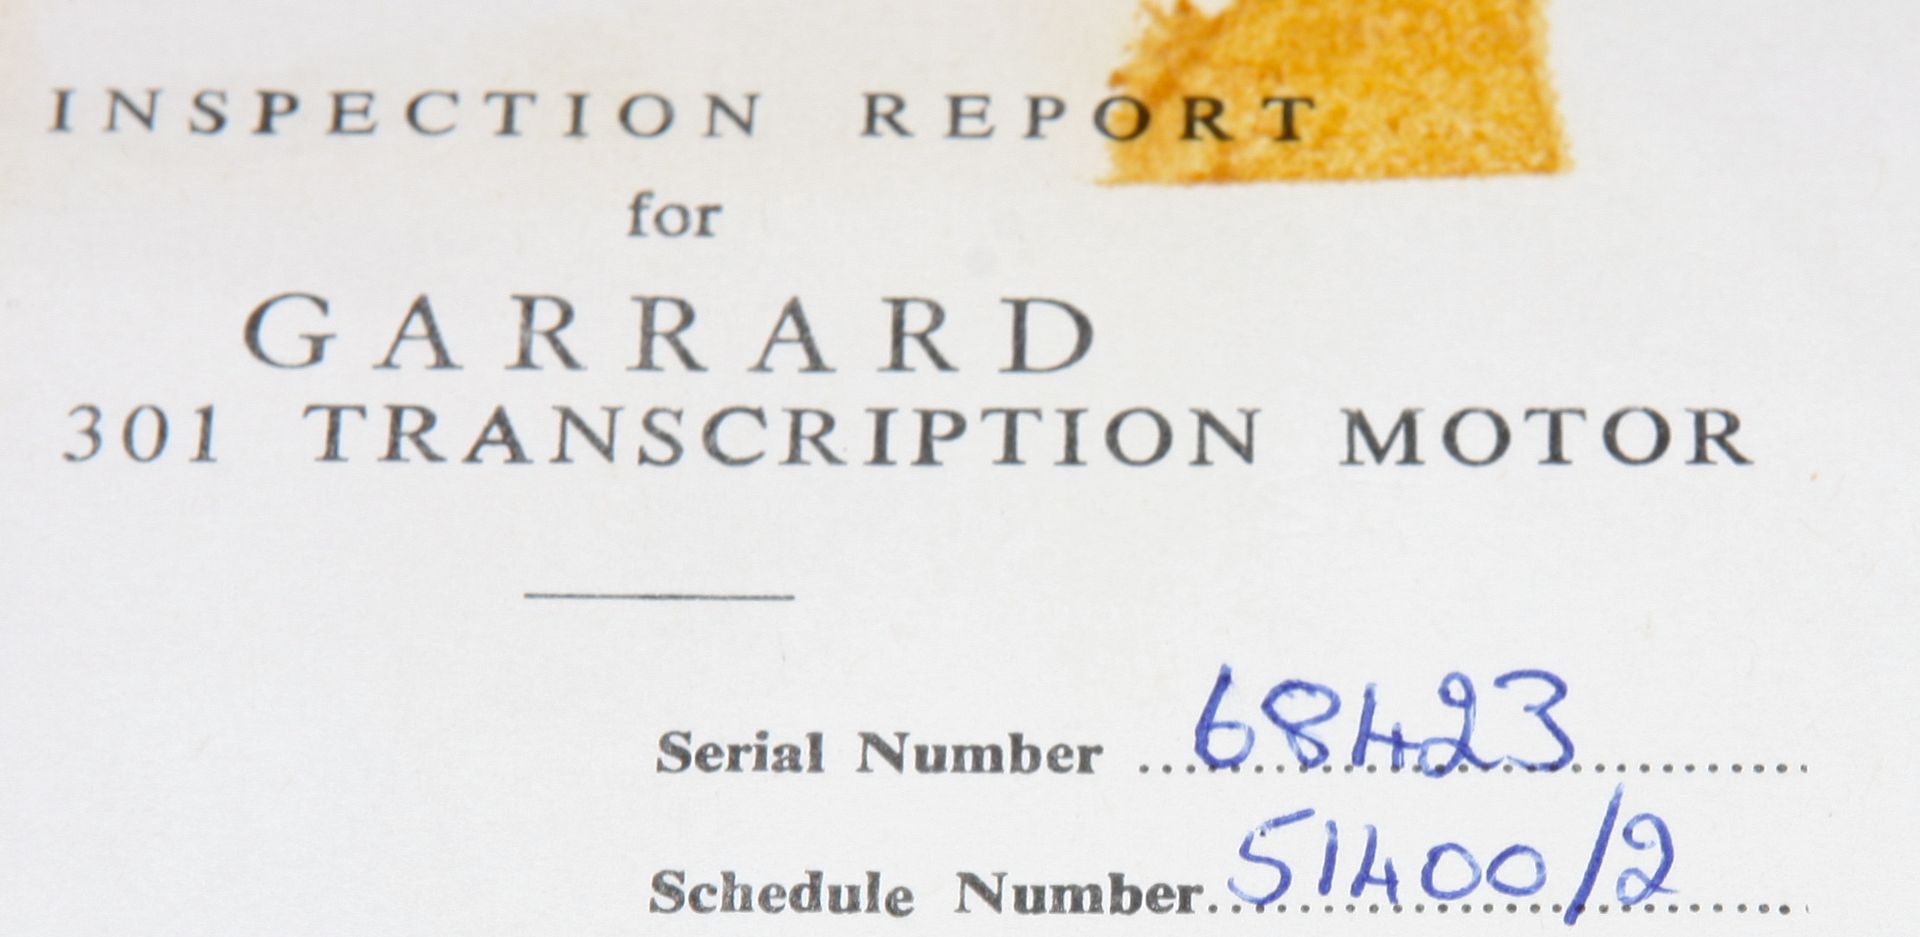 INSPECTION REPORT
for
GARRARD
301 TRANSCRIPTION MOTOR
Serial Number ...68423............
Schedule Number..51400/2........